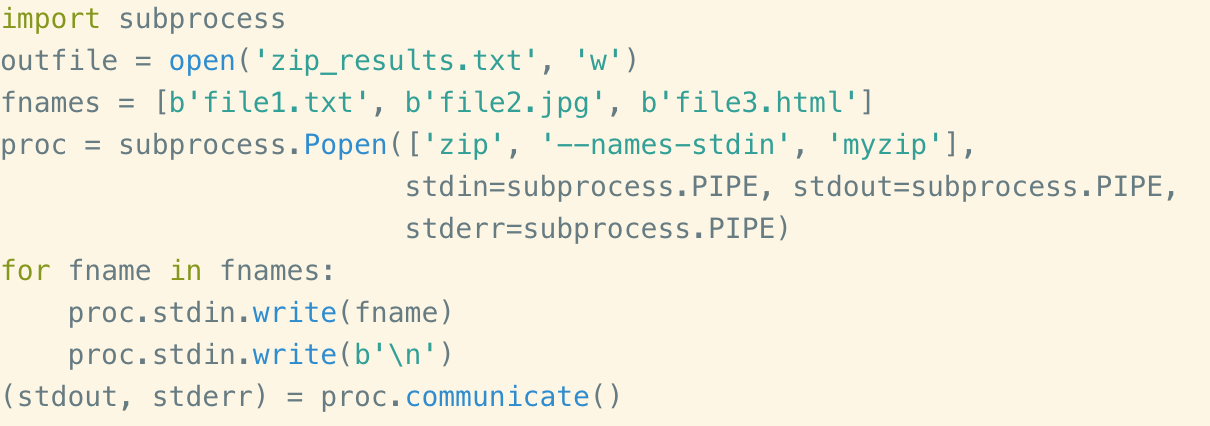 import subprocess
outfile = open('zip_results.txt', 'w')
fnames = [b'file1.txt', b'file2.jpg', b'file3.html']
proc = subprocess.Popen(['zip', '--names-stdin', 'myzip'],
                        stdin=subprocess.PIPE, stdout=subprocess.PIPE,
                        stderr=subprocess.PIPE)
for fname in fnames:
    proc.stdin.write(fname)
    proc.stdin.write(b'\n')
(stdout, stderr) = proc.communicate()